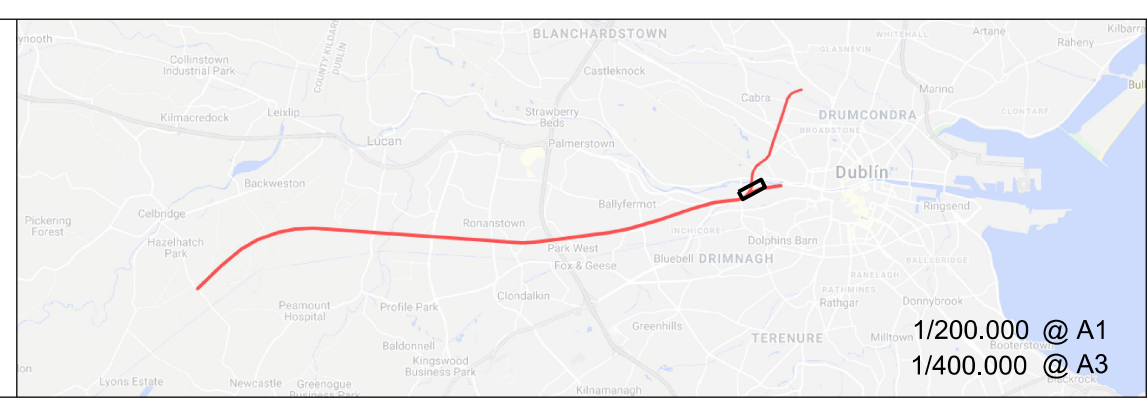 BLANCHARDSTOWN
WHITEHALL
Artane
Kilbarra
Raheny
ynooth
Collinstown
Industrial Park
COUNTY KILDARE
DUBLIN
GLASNEVIN
Castleknock
Marino
Bul
Cabra
Kilmacredock
Leixlip
Strawberry
Beds
DRUMCONDRA
CLONTARF
BROADSTONE
Lucan
Palmerstown
Dublín
Backweston
Ballyfermot
Ringsend
Celbridge
Pickering
Forest
Ronanstown
INCHICORE
Hazelhatch
Park
Park West
Dolphins Barn
Bluebell
DRIMNAGH
BALLSBRIDGE
Fox & Geese
RANELAGH
RATHMINES
Rathgar
Donnybrook
Clondalkin
Peamount
Hospital
Profile Park
Greenhills
TERENURE
Milltown
1/200.000 @ A1
Booterstown
Baldonnell
Kingswood
Business Park
1/400.000 @ A3
Blackrock
don
Lyons Estate
Newcastle
Greenogue
Business Park
Kilnamanagh